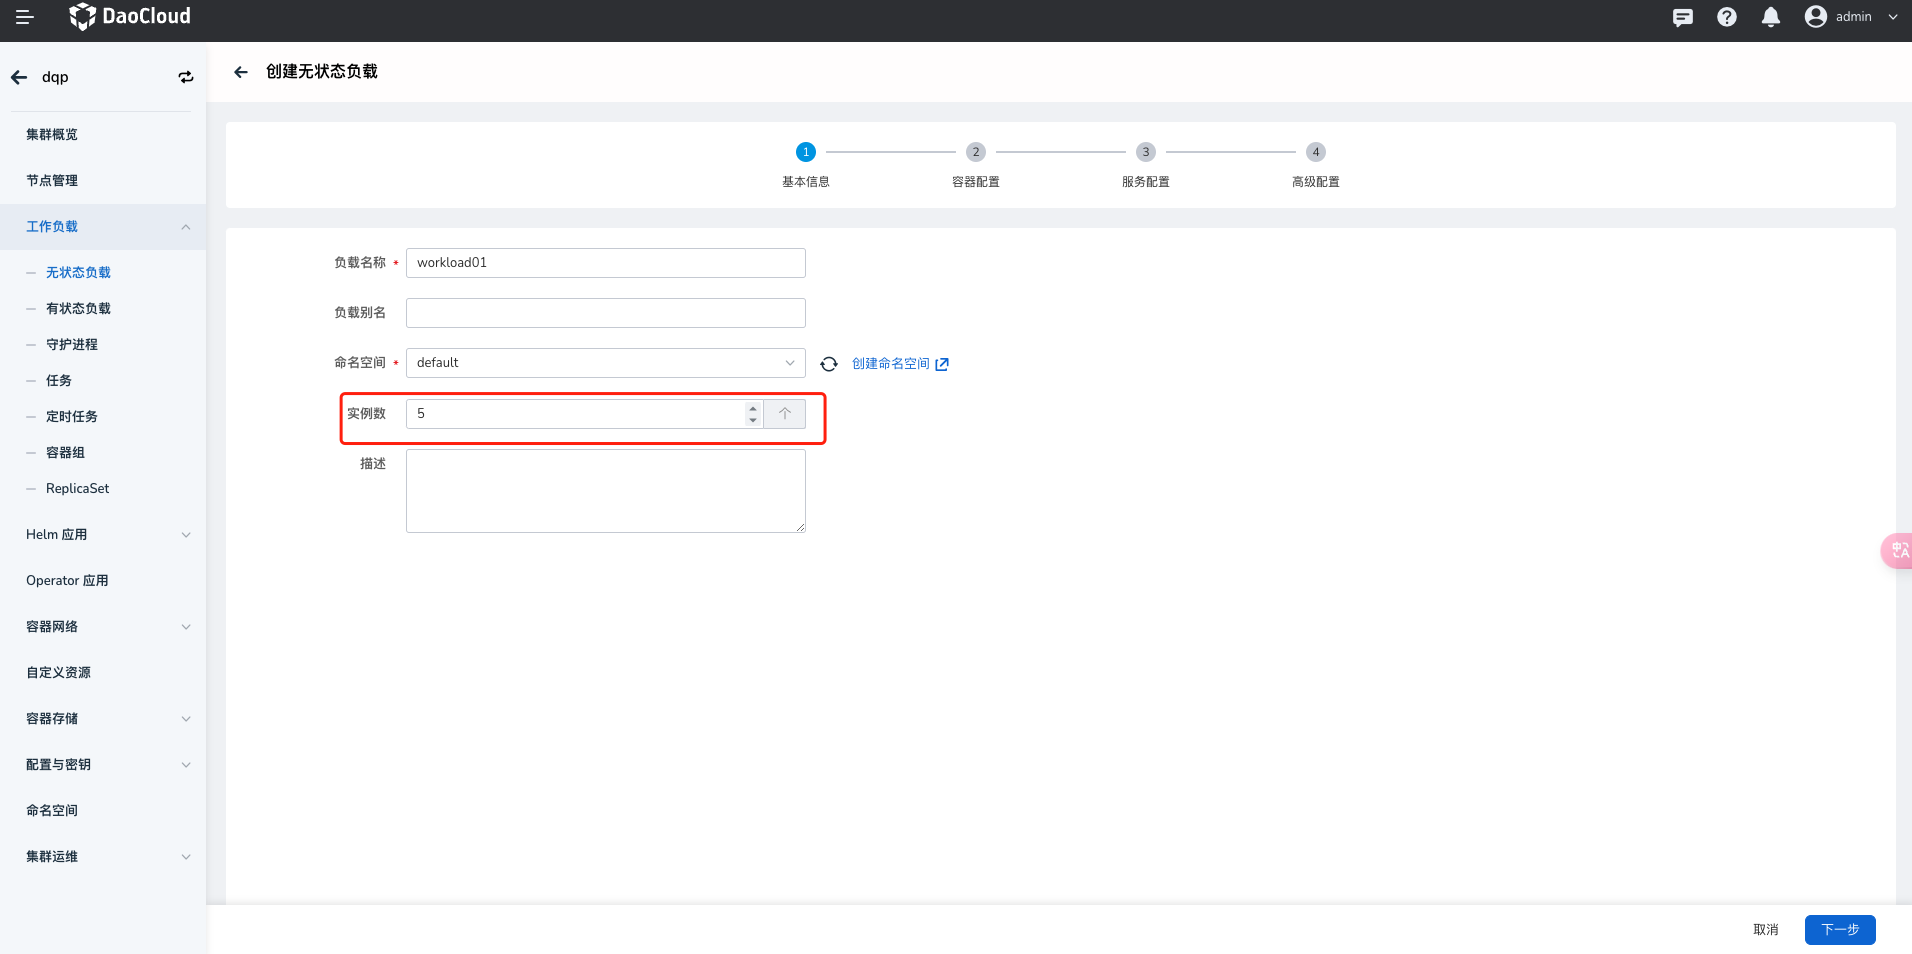 DaoCloud
admin
dqp
创建无状态负载
集群概览
节点管理
工作负载
无状态负载
有状态负载
守护进程
任务
定时任务
容器组
ReplicaSet
Helm 应用
Operator 应用
容器网络
自定义资源
容器存储
配置与密钥
命名空间
集群运维
1
2
3
4
基本信息
容器配置
服务配置
高级配置
负载名称 * workload01
负载别名
命名空间 * default 创建命名空间
实例数 5 个
描述
中A
取消 下一步